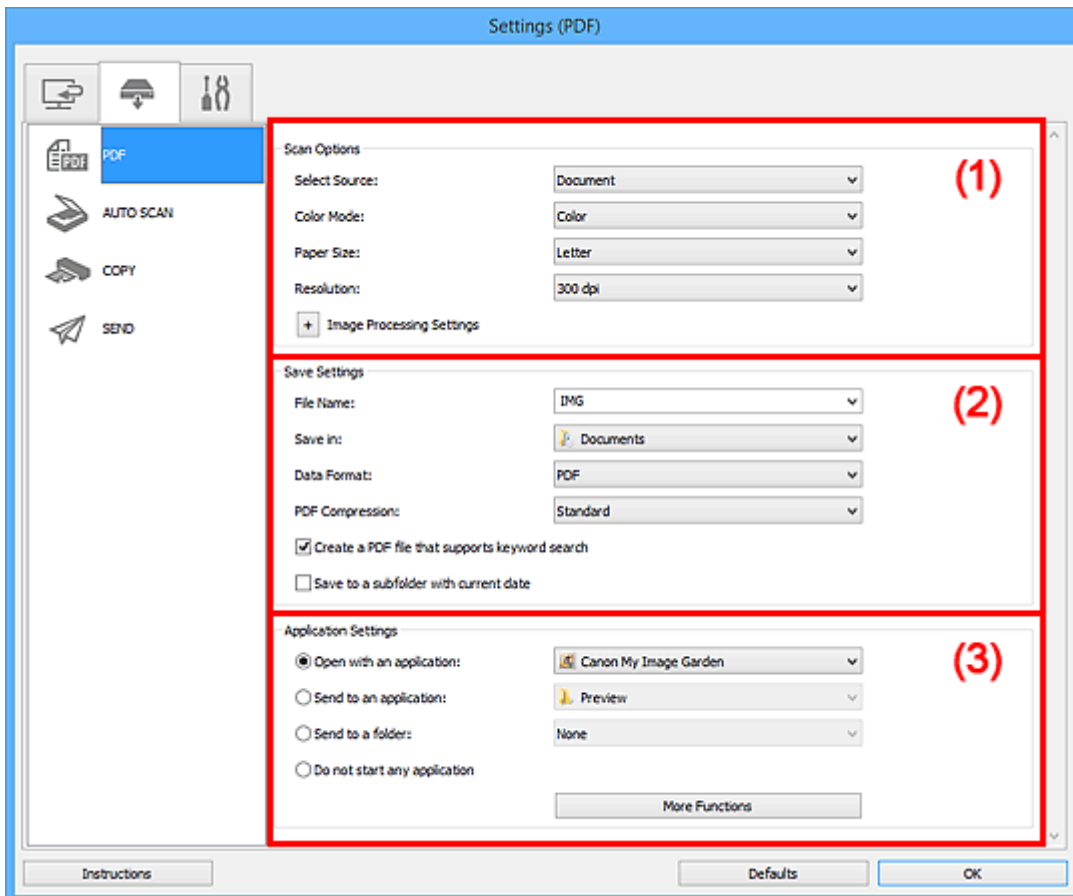 Settings (PDF)
PDF
PDF
AUTO SCAN
COPY
SEND
Scan Options
(1)
Select Source: Document
Color Mode: Color
Paper Size: Letter
Resolution: 300 dpi
+ Image Processing Settings
Save Settings
(2)
File Name: IMG
Save in: Documents
Data Format: PDF
PDF Compression: Standard
Create a PDF file that supports keyword search
Save to a subfolder with current date
Application Settings
(3)
Open with an application: Canon My Image Garden
Send to an application: Preview
Send to a folder: None
Do not start any application
More Functions
Instructions Defaults OK